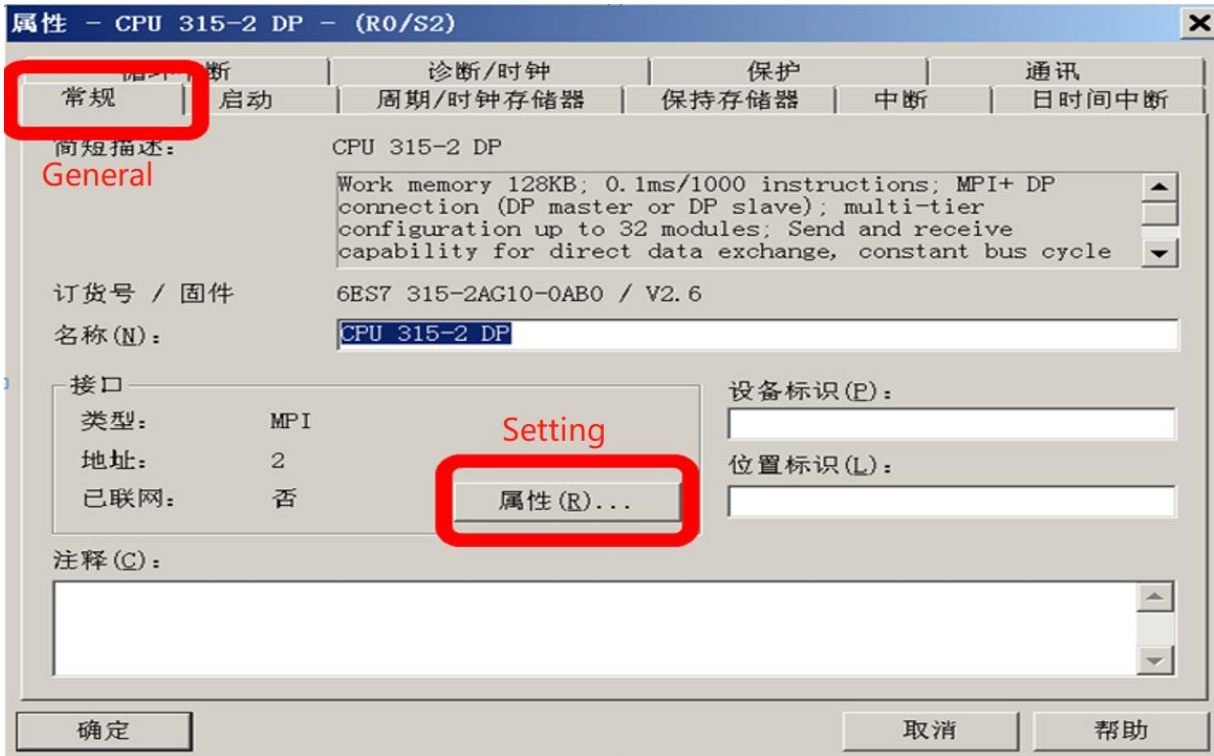 属性 - CPU 315-2 DP - (R0/S2)
诊断/时钟 保护 通讯
常规 启动 周期/时钟存储器 保持存储器 中断 日时间中断
简短描述: CPU 315-2 DP
General
Work memory 128KB; 0.1ms/1000 instructions; MPI+ DP
connection (DP master or DP slave); multi-tier
configuration up to 32 modules; Send and receive
capability for direct data exchange, constant bus cycle
订货号 / 固件 6ES7 315-2AG10-0AB0 / V2.6
名称(N): CPU 315-2 DP
接口
设备标识(P):
类型: MPI
Setting
地址: 2
位置标识(L):
已联网: 否
属性(R)...
注释(C):
确定 取消 帮助